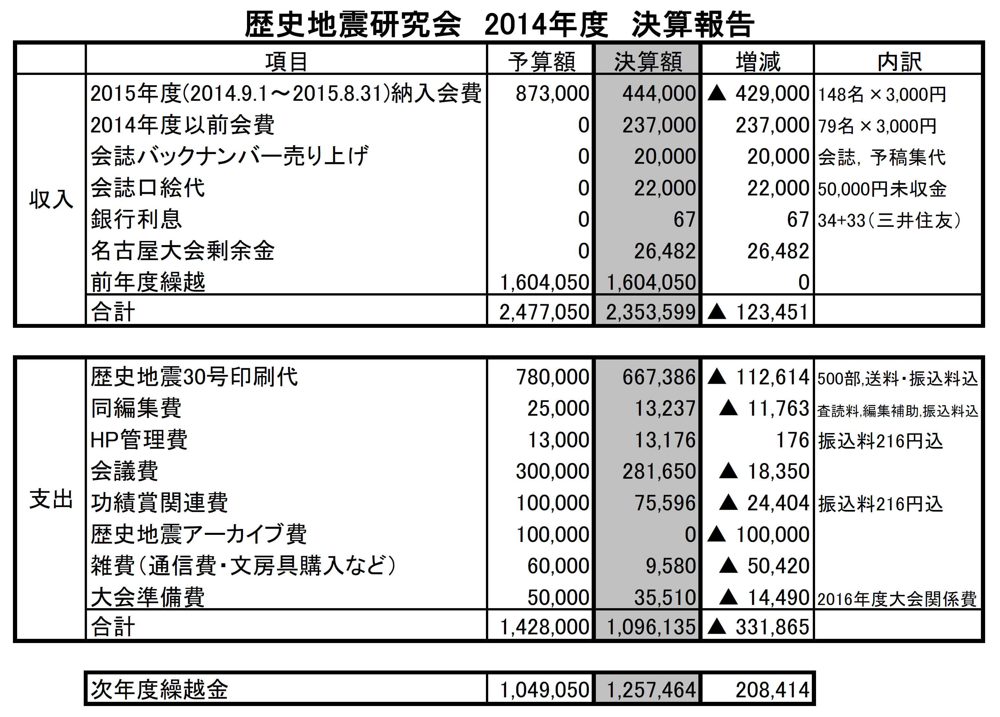 歴史地震研究会　2014年度　決算報告
項目 予算額 決算額 増減 内訳
収入
2015年度(2014.9.1～2015.8.31)納入会費 873,000 444,000 ▲ 429,000 148名×3,000円
2014年度以前会費 0 237,000 237,000 79名×3,000円
会誌バックナンバー売り上げ 0 20,000 20,000 会誌，予稿集代
会誌口絵代 0 22,000 22,000 50,000円未収金
銀行利息 0 67 67 34+33（三井住友）
名古屋大会剰余金 0 26,482 26,482
前年度繰越 1,604,050 1,604,050 0
合計 2,477,050 2,353,599 ▲ 123,451
支出
歴史地震30号印刷代 780,000 667,386 ▲ 112,614 500部,送料・振込料込
同編集費 25,000 13,237 ▲ 11,763 査読料,編集補助,振込料込
HP管理費 13,000 13,176 176 振込料216円込
会議費 300,000 281,650 ▲ 18,350
功績賞関連費 100,000 75,596 ▲ 24,404 振込料216円込
歴史地震アーカイブ費 100,000 0 ▲ 100,000
雑費（通信費・文房具購入など） 60,000 9,580 ▲ 50,420
大会準備費 50,000 35,510 ▲ 14,490 2016年度大会関係費
合計 1,428,000 1,096,135 ▲ 331,865
次年度繰越金 1,049,050 1,257,464 208,414